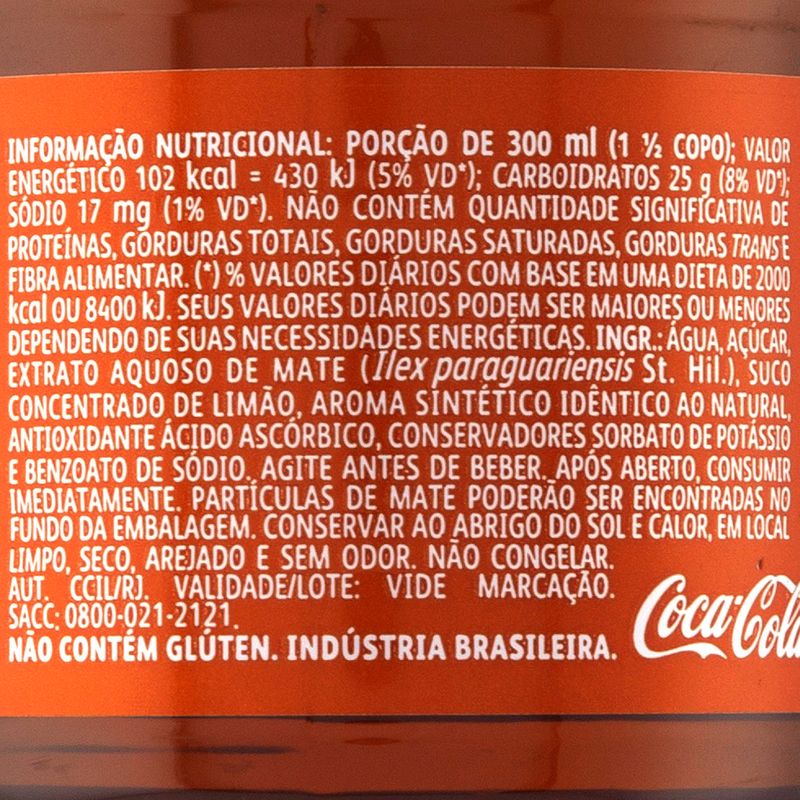 INFORMAÇÃO NUTRICIONAL: PORÇÃO DE 300 ml (1 ½ COPO); VALOR
ENERGÉTICO 102 kcal = 430 kJ (5% VD*); CARBOIDRATOS 25 g (8% VD*);
SÓDIO 17 mg (1% VD*). NÃO CONTÉM QUANTIDADE SIGNIFICATIVA DE
PROTEÍNAS, GORDURAS TOTAIS, GORDURAS SATURADAS, GORDURAS TRANS E
FIBRA ALIMENTAR. (*) % VALORES DIÁRIOS COM BASE EM UMA DIETA DE 2000
kcal OU 8400 kJ. SEUS VALORES DIÁRIOS PODEM SER MAIORES OU MENORES
DEPENDENDO DE SUAS NECESSIDADES ENERGÉTICAS. INGR.: ÁGUA, AÇÚCAR,
EXTRATO AQUOSO DE MATE (Ilex paraguariensis St. Hil.), SUCO
CONCENTRADO DE LIMÃO, AROMA SINTÉTICO IDÊNTICO AO NATURAL,
ANTIOXIDANTE ÁCIDO ASCÓRBICO, CONSERVADORES SORBATO DE POTÁSSIO
E BENZOATO DE SÓDIO. AGITE ANTES DE BEBER. APÓS ABERTO, CONSUMIR
IMEDIATAMENTE. PARTÍCULAS DE MATE PODERÃO SER ENCONTRADAS NO
FUNDO DA EMBALAGEM. CONSERVAR AO ABRIGO DO SOL E CALOR, EM LOCAL
LIMPO, SECO, AREJADO E SEM ODOR. NÃO CONGELAR.
AUT. CCIL/RJ. VALIDADE/LOTE: VIDE MARCAÇÃO.
SACC: 0800-021-2121.
NÃO CONTÉM GLÚTEN. INDÚSTRIA BRASILEIRA.
Coca-Cola